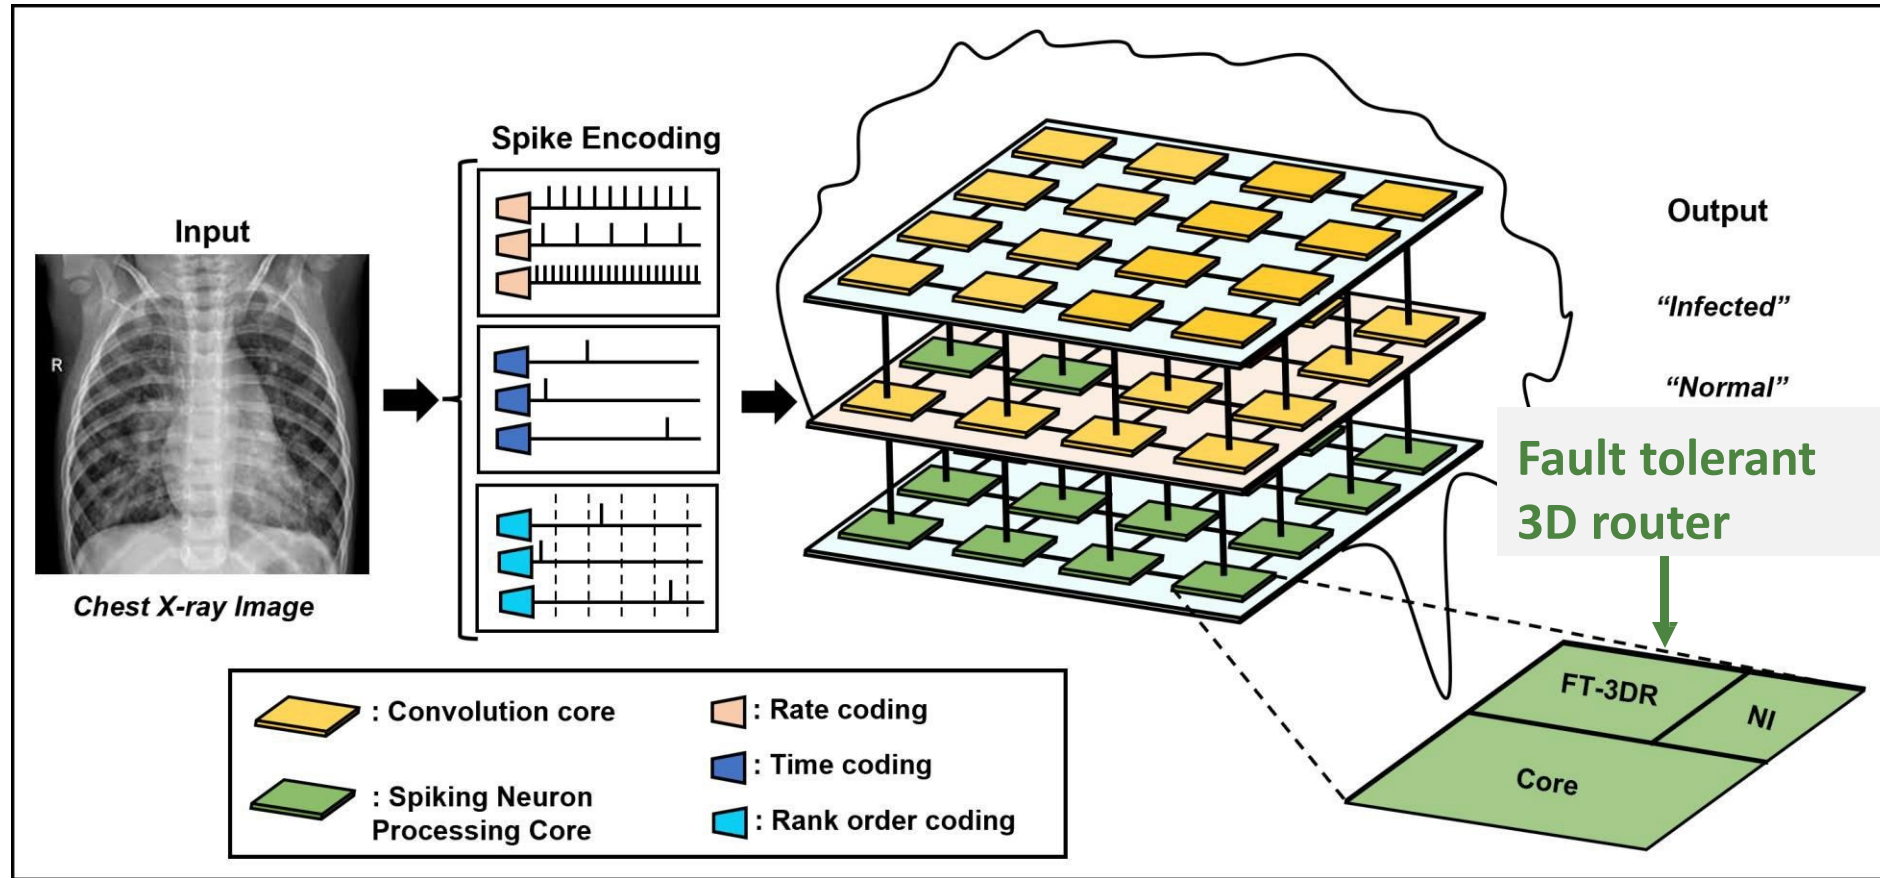 Input
R
Chest X-ray Image
Spike Encoding
Output
“Infected”
“Normal”
Fault tolerant
3D router
FT-3DR
NI
Core
: Convolution core
: Spiking Neuron
Processing Core
: Rate coding
: Time coding
: Rank order coding